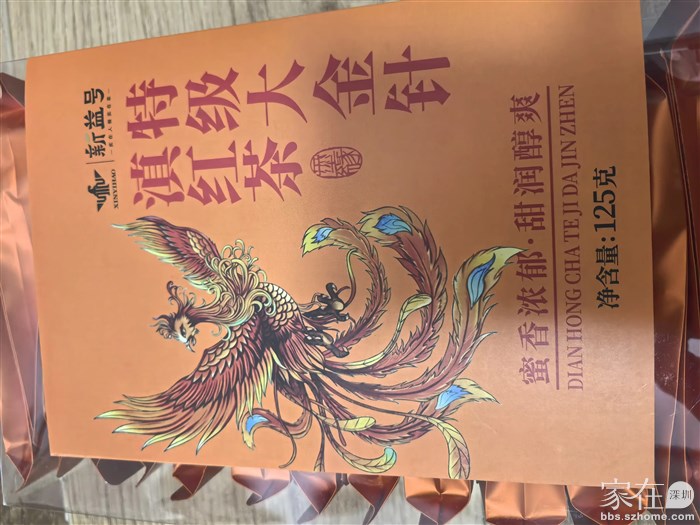 XINYIHAO
新益号
滇红茶
特级大金针
蜜香浓郁·甜润醇爽
DIAN HONG CHA TE JI DA JIN ZHEN
净含量:125克
家在深圳
bbs.szhome.com